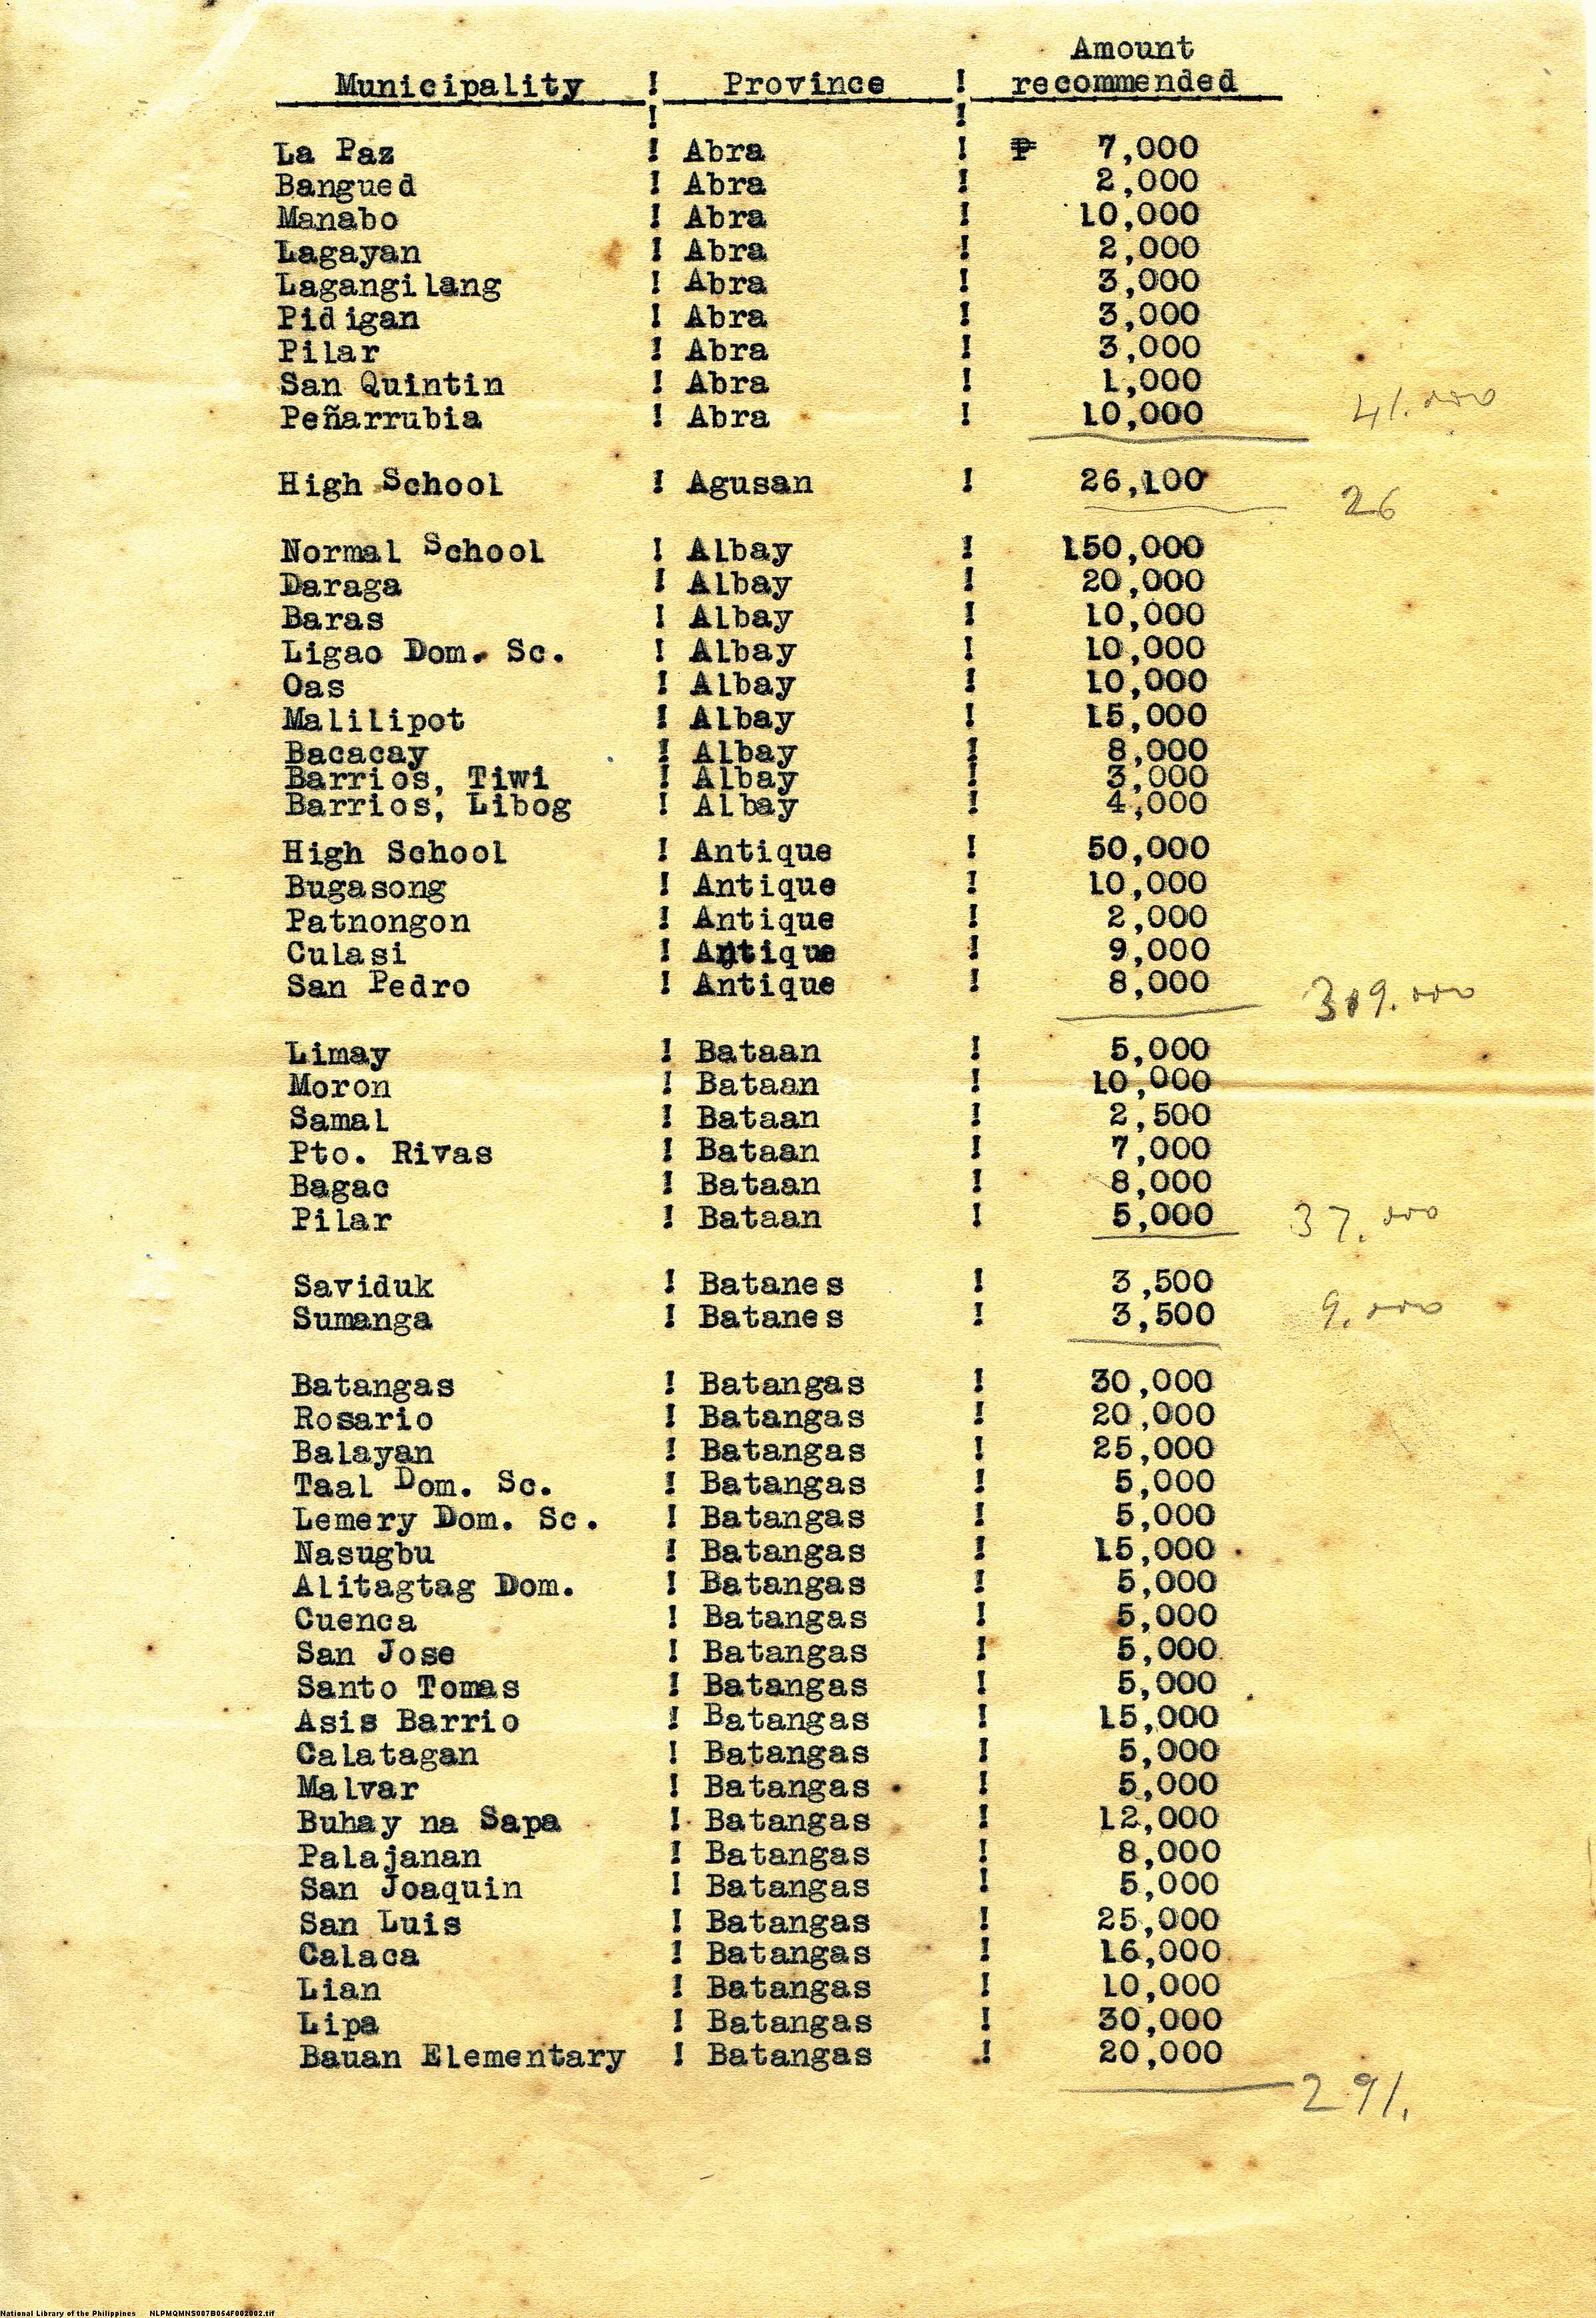 Amount
Municipality ! Province ! recommended
! !
La Paz ! Abra ! ₱ 7,000
Bangued ! Abra ! 2,000
Manabo ! Abra ! 10,000
Lagayan ! Abra ! 2,000
Lagangilang ! Abra ! 3,000
Pidigan ! Abra ! 3,000
Pilar ! Abra ! 3,000
San Quintin ! Abra ! 1,000
Peñarrubia ! Abra ! 10,000 41.000
High School ! Agusan ! 26,100
26
Normal School ! Albay ! 150,000
Daraga ! Albay ! 20,000
Baras ! Albay ! 10,000
Ligao Dom. Sc. ! Albay ! 10,000
Oas ! Albay ! 10,000
Malilipot ! Albay ! 15,000
Bacacay ! Albay ! 8,000
Barrios, Tiwi ! Albay ! 3,000
Barrios, Libog ! Albay ! 4,000
High School ! Antique ! 50,000
Bugasong ! Antique ! 10,000
Patnongon ! Antique ! 2,000
Culasi ! Antique ! 9,000
San Pedro ! Antique ! 8,000
309.000
Limay ! Bataan ! 5,000
Moron ! Bataan ! 10,000
Samal ! Bataan ! 2,500
Pto. Rivas ! Bataan ! 7,000
Bagac ! Bataan ! 8,000
Pilar ! Bataan ! 5,000 37.000
Saviduk ! Batanes ! 3,500
Sumanga ! Batanes ! 3,500 9.000
Batangas ! Batangas ! 30,000
Rosario ! Batangas ! 20,000
Balayan ! Batangas ! 25,000
Taal Dom. Sc. ! Batangas ! 5,000
Lemery Dom. Sc. ! Batangas ! 5,000
Nasugbu ! Batangas ! 15,000
Alitagtag Dom. ! Batangas ! 5,000
Cuenca ! Batangas ! 5,000
San Jose ! Batangas ! 5,000
Santo Tomas ! Batangas ! 5,000
Asis Barrio ! Batangas ! 15,000
Calatagan ! Batangas ! 5,000
Malvar ! Batangas ! 5,000
Buhay na Sapa ! Batangas ! 12,000
Palajanan ! Batangas ! 8,000
San Joaquin ! Batangas ! 5,000
San Luis ! Batangas ! 25,000
Calaca ! Batangas ! 16,000
Lian ! Batangas ! 10,000
Lipa ! Batangas ! 30,000
Bauan Elementary ! Batangas ! 20,000
291.
National Library of the Philippines NLPMQMNS007B054F002002.tif